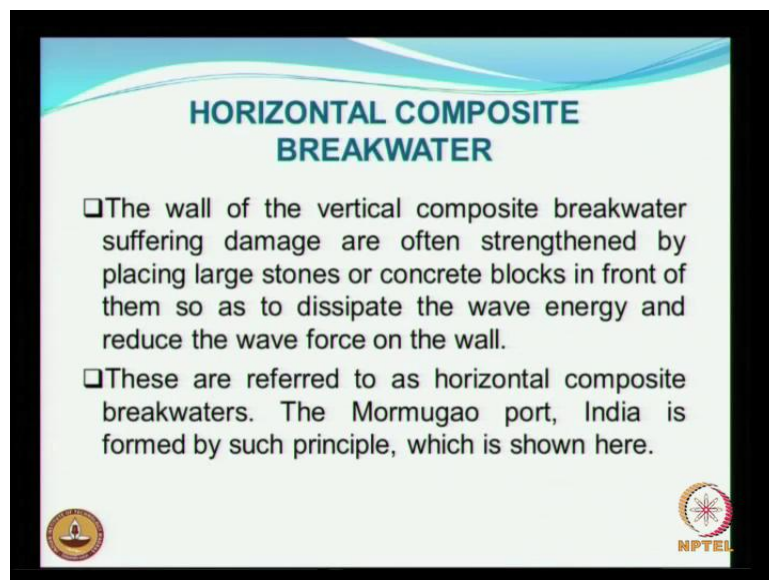 HORIZONTAL COMPOSITE
BREAKWATER
❑The wall of the vertical composite breakwater
suffering damage are often strengthened by
placing large stones or concrete blocks in front of
them so as to dissipate the wave energy and
reduce the wave force on the wall.
❑These are referred to as horizontal composite
breakwaters. The Mormugao port, India is
formed by such principle, which is shown here.
NPTEL